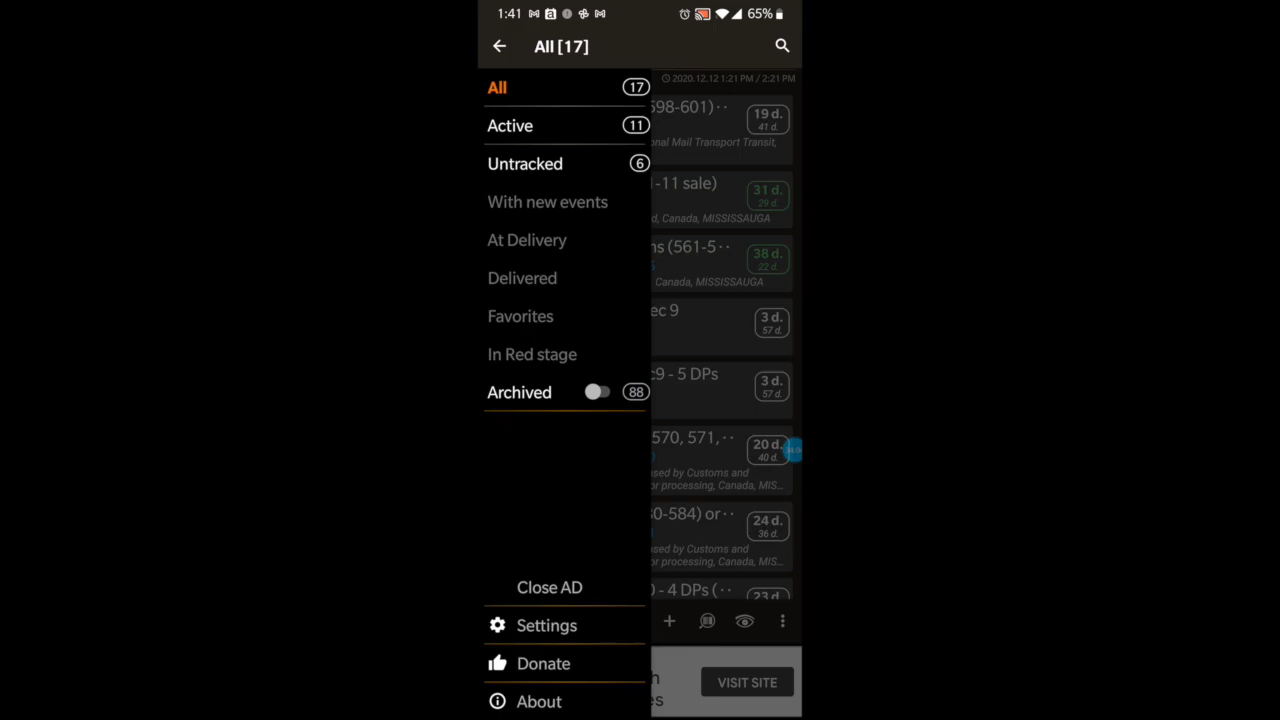 1:41
65%
All [17]
2020.12.12 1:21 PM / 2:21 PM
All 17
Active 11
Untracked 6
With new events
At Delivery
Delivered
Favorites
In Red stage
Archived 88
Close AD
Settings
Donate
About
598-601)··
19 d.
41 d.
onal Mail Transport Transit,
-11 sale)
31 d.
29 d.
d, Canada, MISSISSAUGA
ns (561-5··
38 d.
22 d.
Canada, MISSISSAUGA
ec 9
3 d.
57 d.
c9 - 5 DPs
3 d.
57 d.
570, 571,··
20 d.
40 d.
sed by Customs and
or processing, Canada, MIS...
0-584) or··
24 d.
36 d.
sed by Customs and
or processing, Canada, MIS...
- 4 DPs (··
23 d.
VISIT SITE